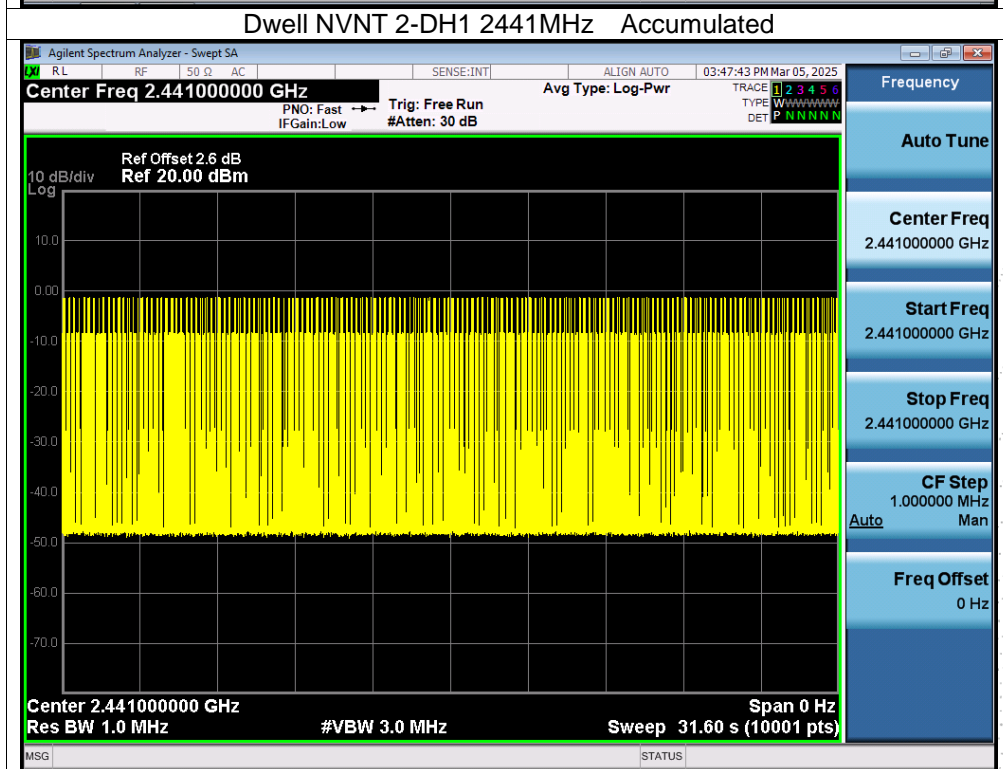 Dwell NVNT 2-DH1 2441MHz Accumulated
Agilent Spectrum Analyzer - Swept SA
LXI RL RF 50 Ω AC SENSE:INT ALIGN AUTO 03:47:43 PM Mar 05, 2025
Center Freq 2.441000000 GHz
PNO: Fast
IFGain:Low
Trig: Free Run
#Atten: 30 dB
Avg Type: Log-Pwr
TRACE 1 2 3 4 5 6
TYPE WWWWWWW
DET P N N N N N
Ref Offset 2.6 dB
10 dB/div Ref 20.00 dBm
Log
10.0
0.00
-10.0
-20.0
-30.0
-40.0
-50.0
-60.0
-70.0
Center 2.441000000 GHz Span 0 Hz
Res BW 1.0 MHz #VBW 3.0 MHz Sweep 31.60 s (10001 pts)
MSG STATUS
Frequency
Auto Tune
Center Freq
2.441000000 GHz
Start Freq
2.441000000 GHz
Stop Freq
2.441000000 GHz
CF Step
1.000000 MHz
Auto Man
Freq Offset
0 Hz